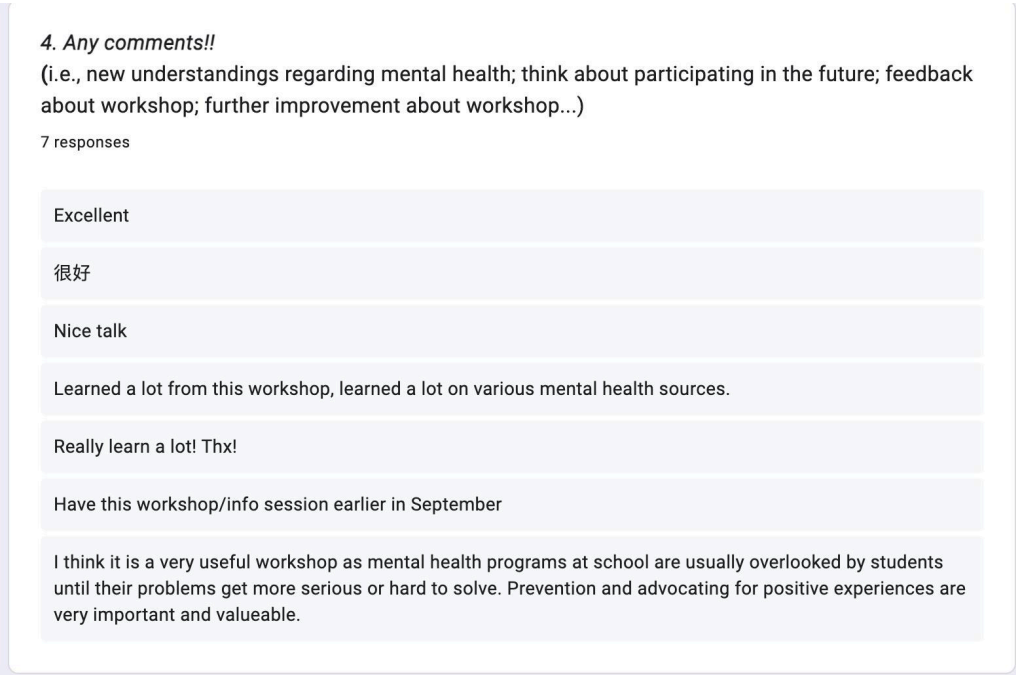 4. Any comments!!
(i.e., new understandings regarding mental health; think about participating in the future; feedback
about workshop; further improvement about workshop...)
7 responses
Excellent
很好
Nice talk
Learned a lot from this workshop, learned a lot on various mental health sources.
Really learn a lot! Thx!
Have this workshop/info session earlier in September
I think it is a very useful workshop as mental health programs at school are usually overlooked by students
until their problems get more serious or hard to solve. Prevention and advocating for positive experiences are
very important and valueable.